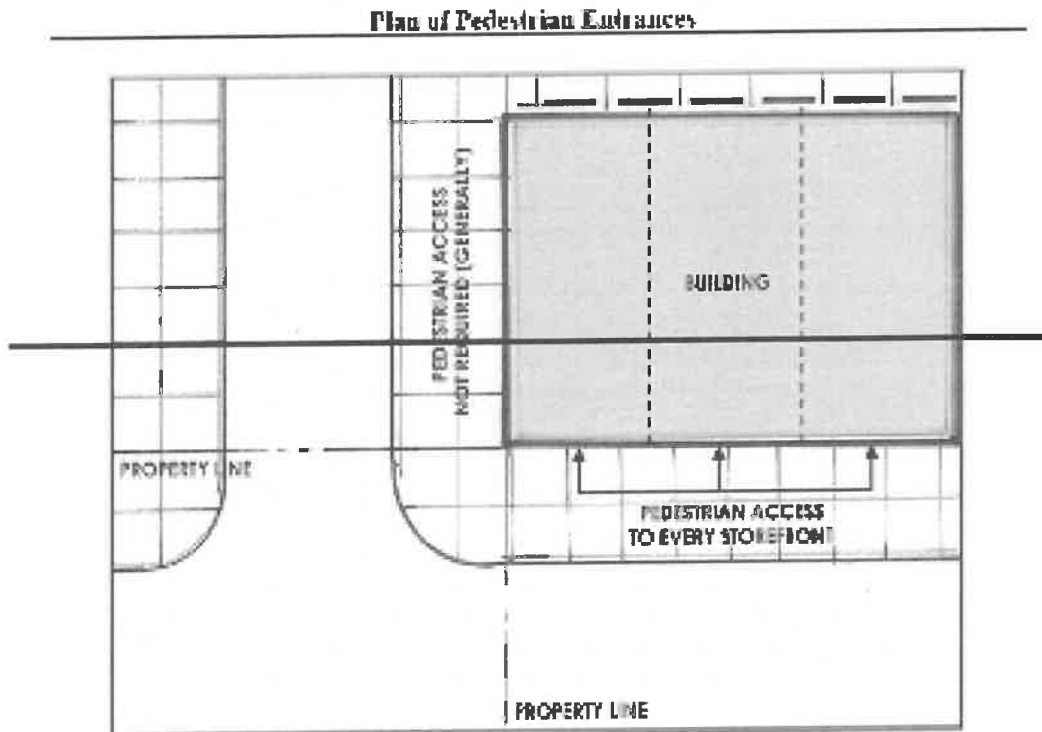 Plan of Pedestrian Entrances
PEDESTRIAN ACCESS
NOT REQUIRED (GENERALLY)
BUILDING
PROPERTY LINE
PEDESTRIAN ACCESS
TO EVERY STOREFRONT
PROPERTY LINE